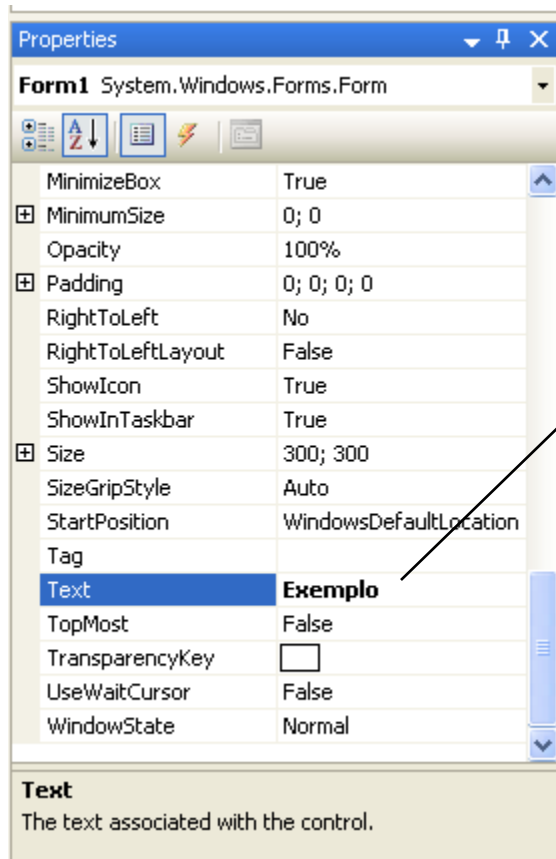 Properties
Form1 System.Windows.Forms.Form
MinimizeBox True
MinimumSize 0; 0
Opacity 100%
Padding 0; 0; 0; 0
RightToLeft No
RightToLeftLayout False
ShowIcon True
ShowInTaskbar True
Size 300; 300
SizeGripStyle Auto
StartPosition WindowsDefaultLocation
Tag
Text Exemplo
TopMost False
TransparencyKey
UseWaitCursor False
WindowState Normal
Text
The text associated with the control.